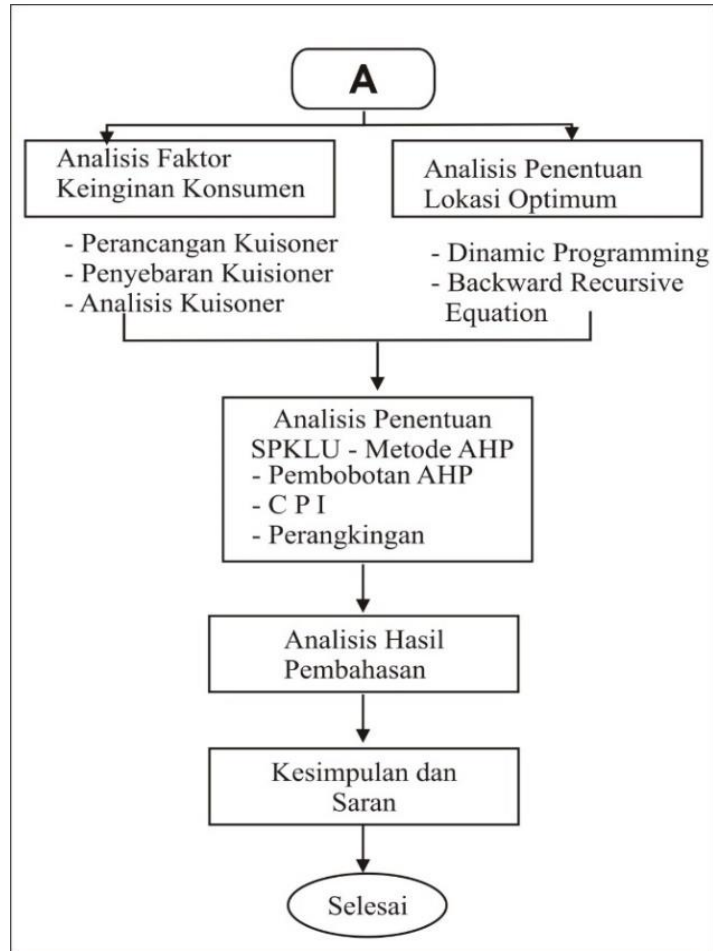 A
Analisis Faktor
Keinginan Konsumen
- Perancangan Kuisoner
- Penyebaran Kuisioner
- Analisis Kuisoner
Analisis Penentuan
Lokasi Optimum
- Dinamic Programming
- Backward Recursive
Equation
Analisis Penentuan
SPKLU - Metode AHP
- Pembobotan AHP
- C P I
- Perangkingan
Analisis Hasil
Pembahasan
Kesimpulan dan
Saran
Selesai